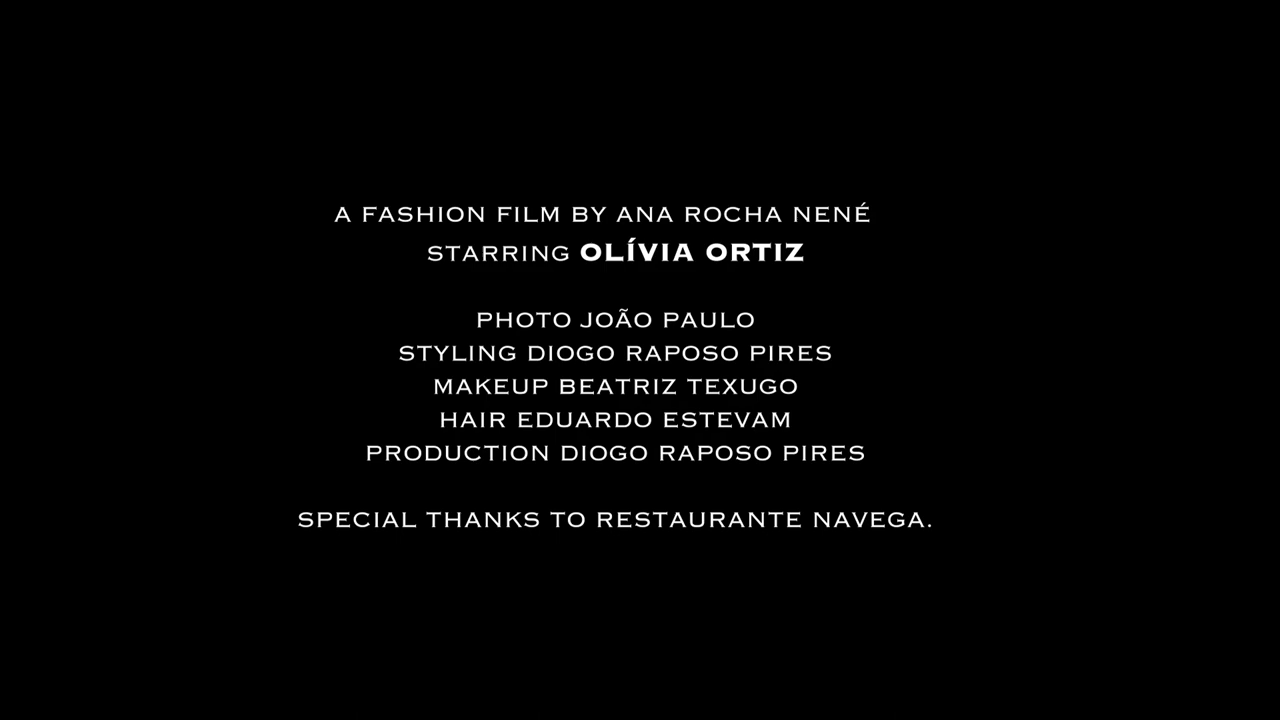 A FASHION FILM BY ANA ROCHA NENÉ
STARRING OLÍVIA ORTIZ
PHOTO JOÃO PAULO
STYLING DIOGO RAPOSO PIRES
MAKEUP BEATRIZ TEXUGO
HAIR EDUARDO ESTEVAM
PRODUCTION DIOGO RAPOSO PIRES
SPECIAL THANKS TO RESTAURANTE NAVEGA.